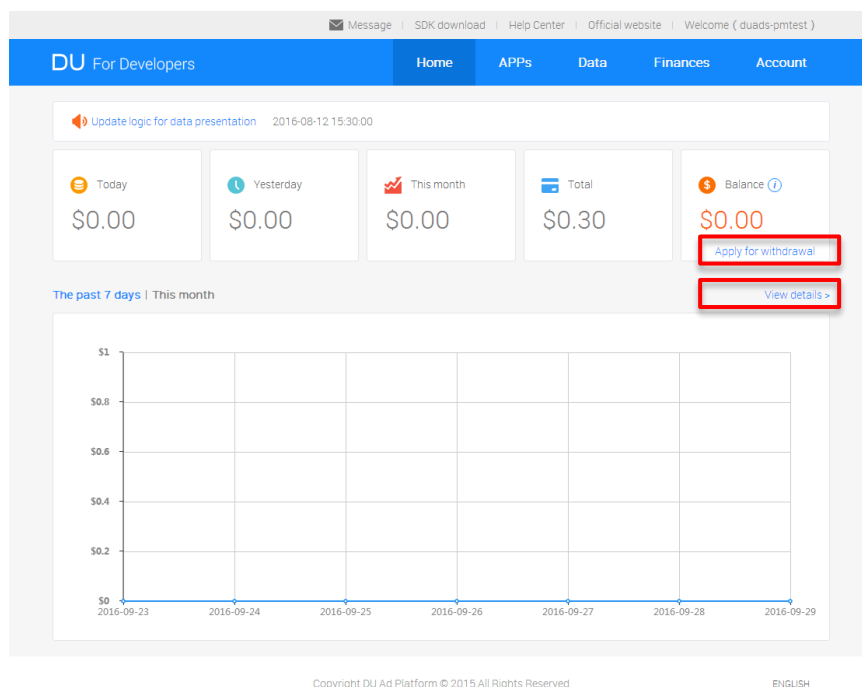 Message | SDK download | Help Center | Official website | Welcome ( duads-pmtest )
DU For Developers Home APPs Data Finances Account
Update logic for data presentation 2016-08-12 15:30:00
Today Yesterday This month Total Balance i
$0.00 $0.00 $0.00 $0.30 $0.00
Apply for withdrawal
The past 7 days | This month View details >
$1
$0.8
$0.6
$0.4
$0.2
$0
2016-09-23 2016-09-24 2016-09-25 2016-09-26 2016-09-27 2016-09-28 2016-09-29
Copyright DU Ad Platform © 2015 All Rights Reserved ENGLISH